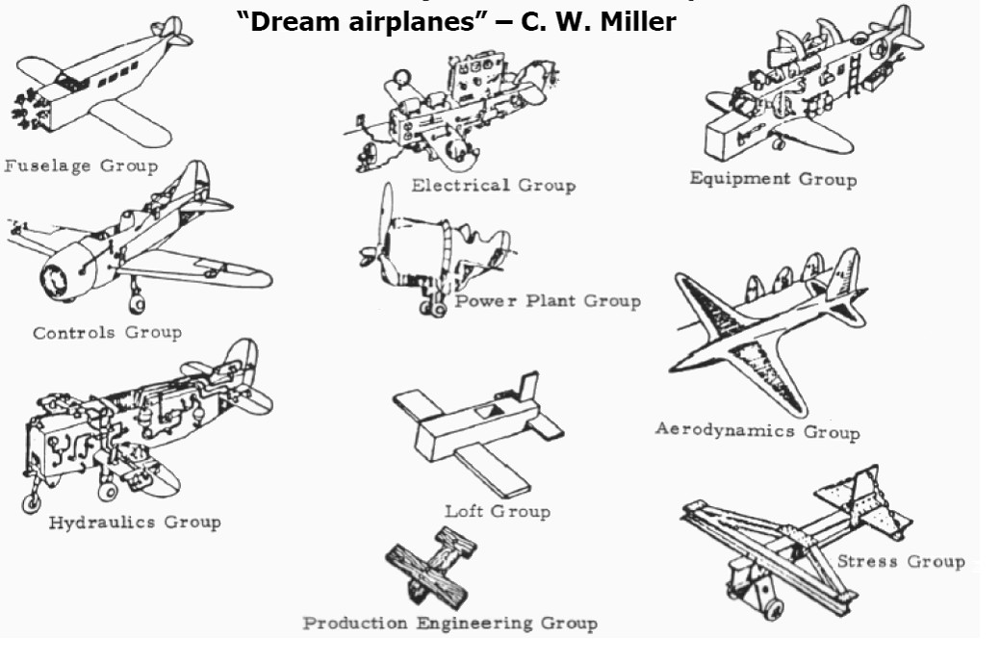 “Dream airplanes” – C. W. Miller
Fuselage Group
Electrical Group
Equipment Group
Controls Group
Power Plant Group
Aerodynamics Group
Hydraulics Group
Loft Group
Stress Group
Production Engineering Group